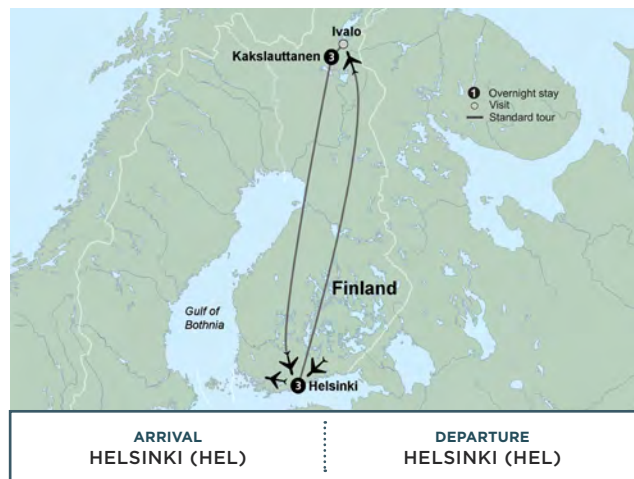 Ivalo
Kakslauttanen 3
1 Overnight stay
Visit
Standard tour
Finland
Gulf of
Bothnia
3 Helsinki
ARRIVAL
HELSINKI (HEL)
DEPARTURE
HELSINKI (HEL)